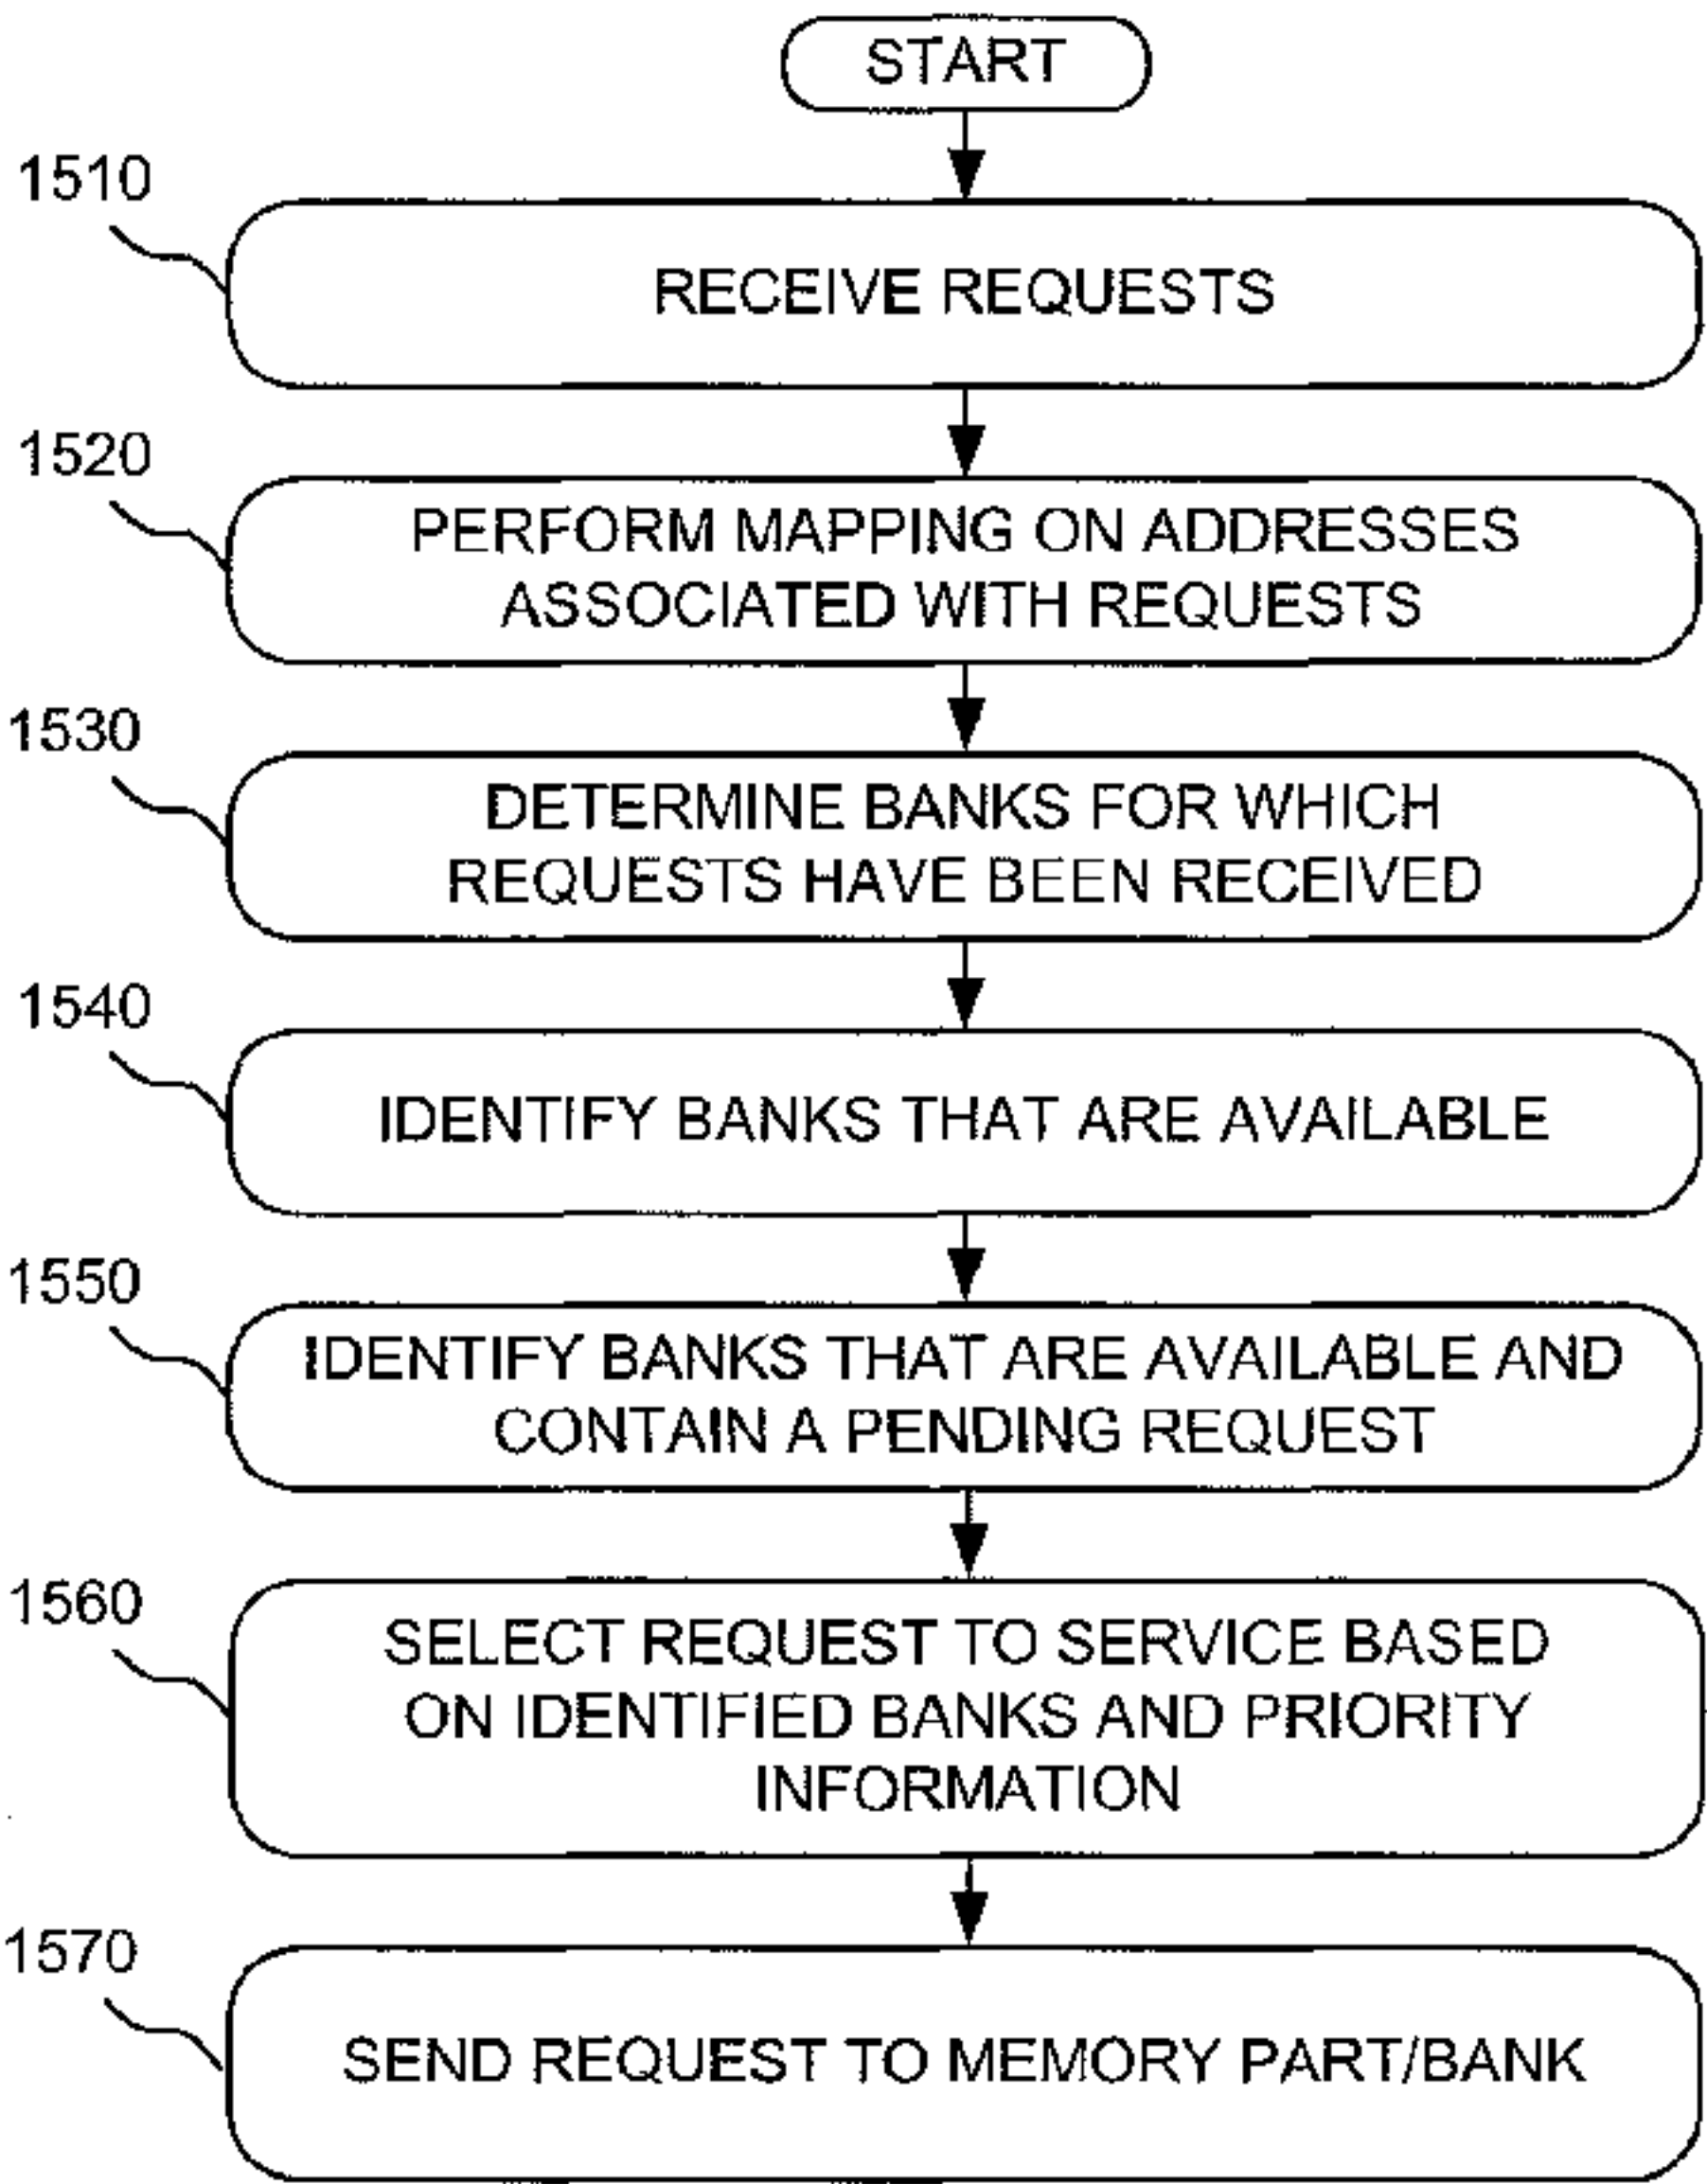 START
1510
RECEIVE REQUESTS
1520
PERFORM MAPPING ON ADDRESSES
ASSOCIATED WITH REQUESTS
1530
DETERMINE BANKS FOR WHICH
REQUESTS HAVE BEEN RECEIVED
1540
IDENTIFY BANKS THAT ARE AVAILABLE
1550
IDENTIFY BANKS THAT ARE AVAILABLE AND
CONTAIN A PENDING REQUEST
1560
SELECT REQUEST TO SERVICE BASED
ON IDENTIFIED BANKS AND PRIORITY
INFORMATION
1570
SEND REQUEST TO MEMORY PART/BANK